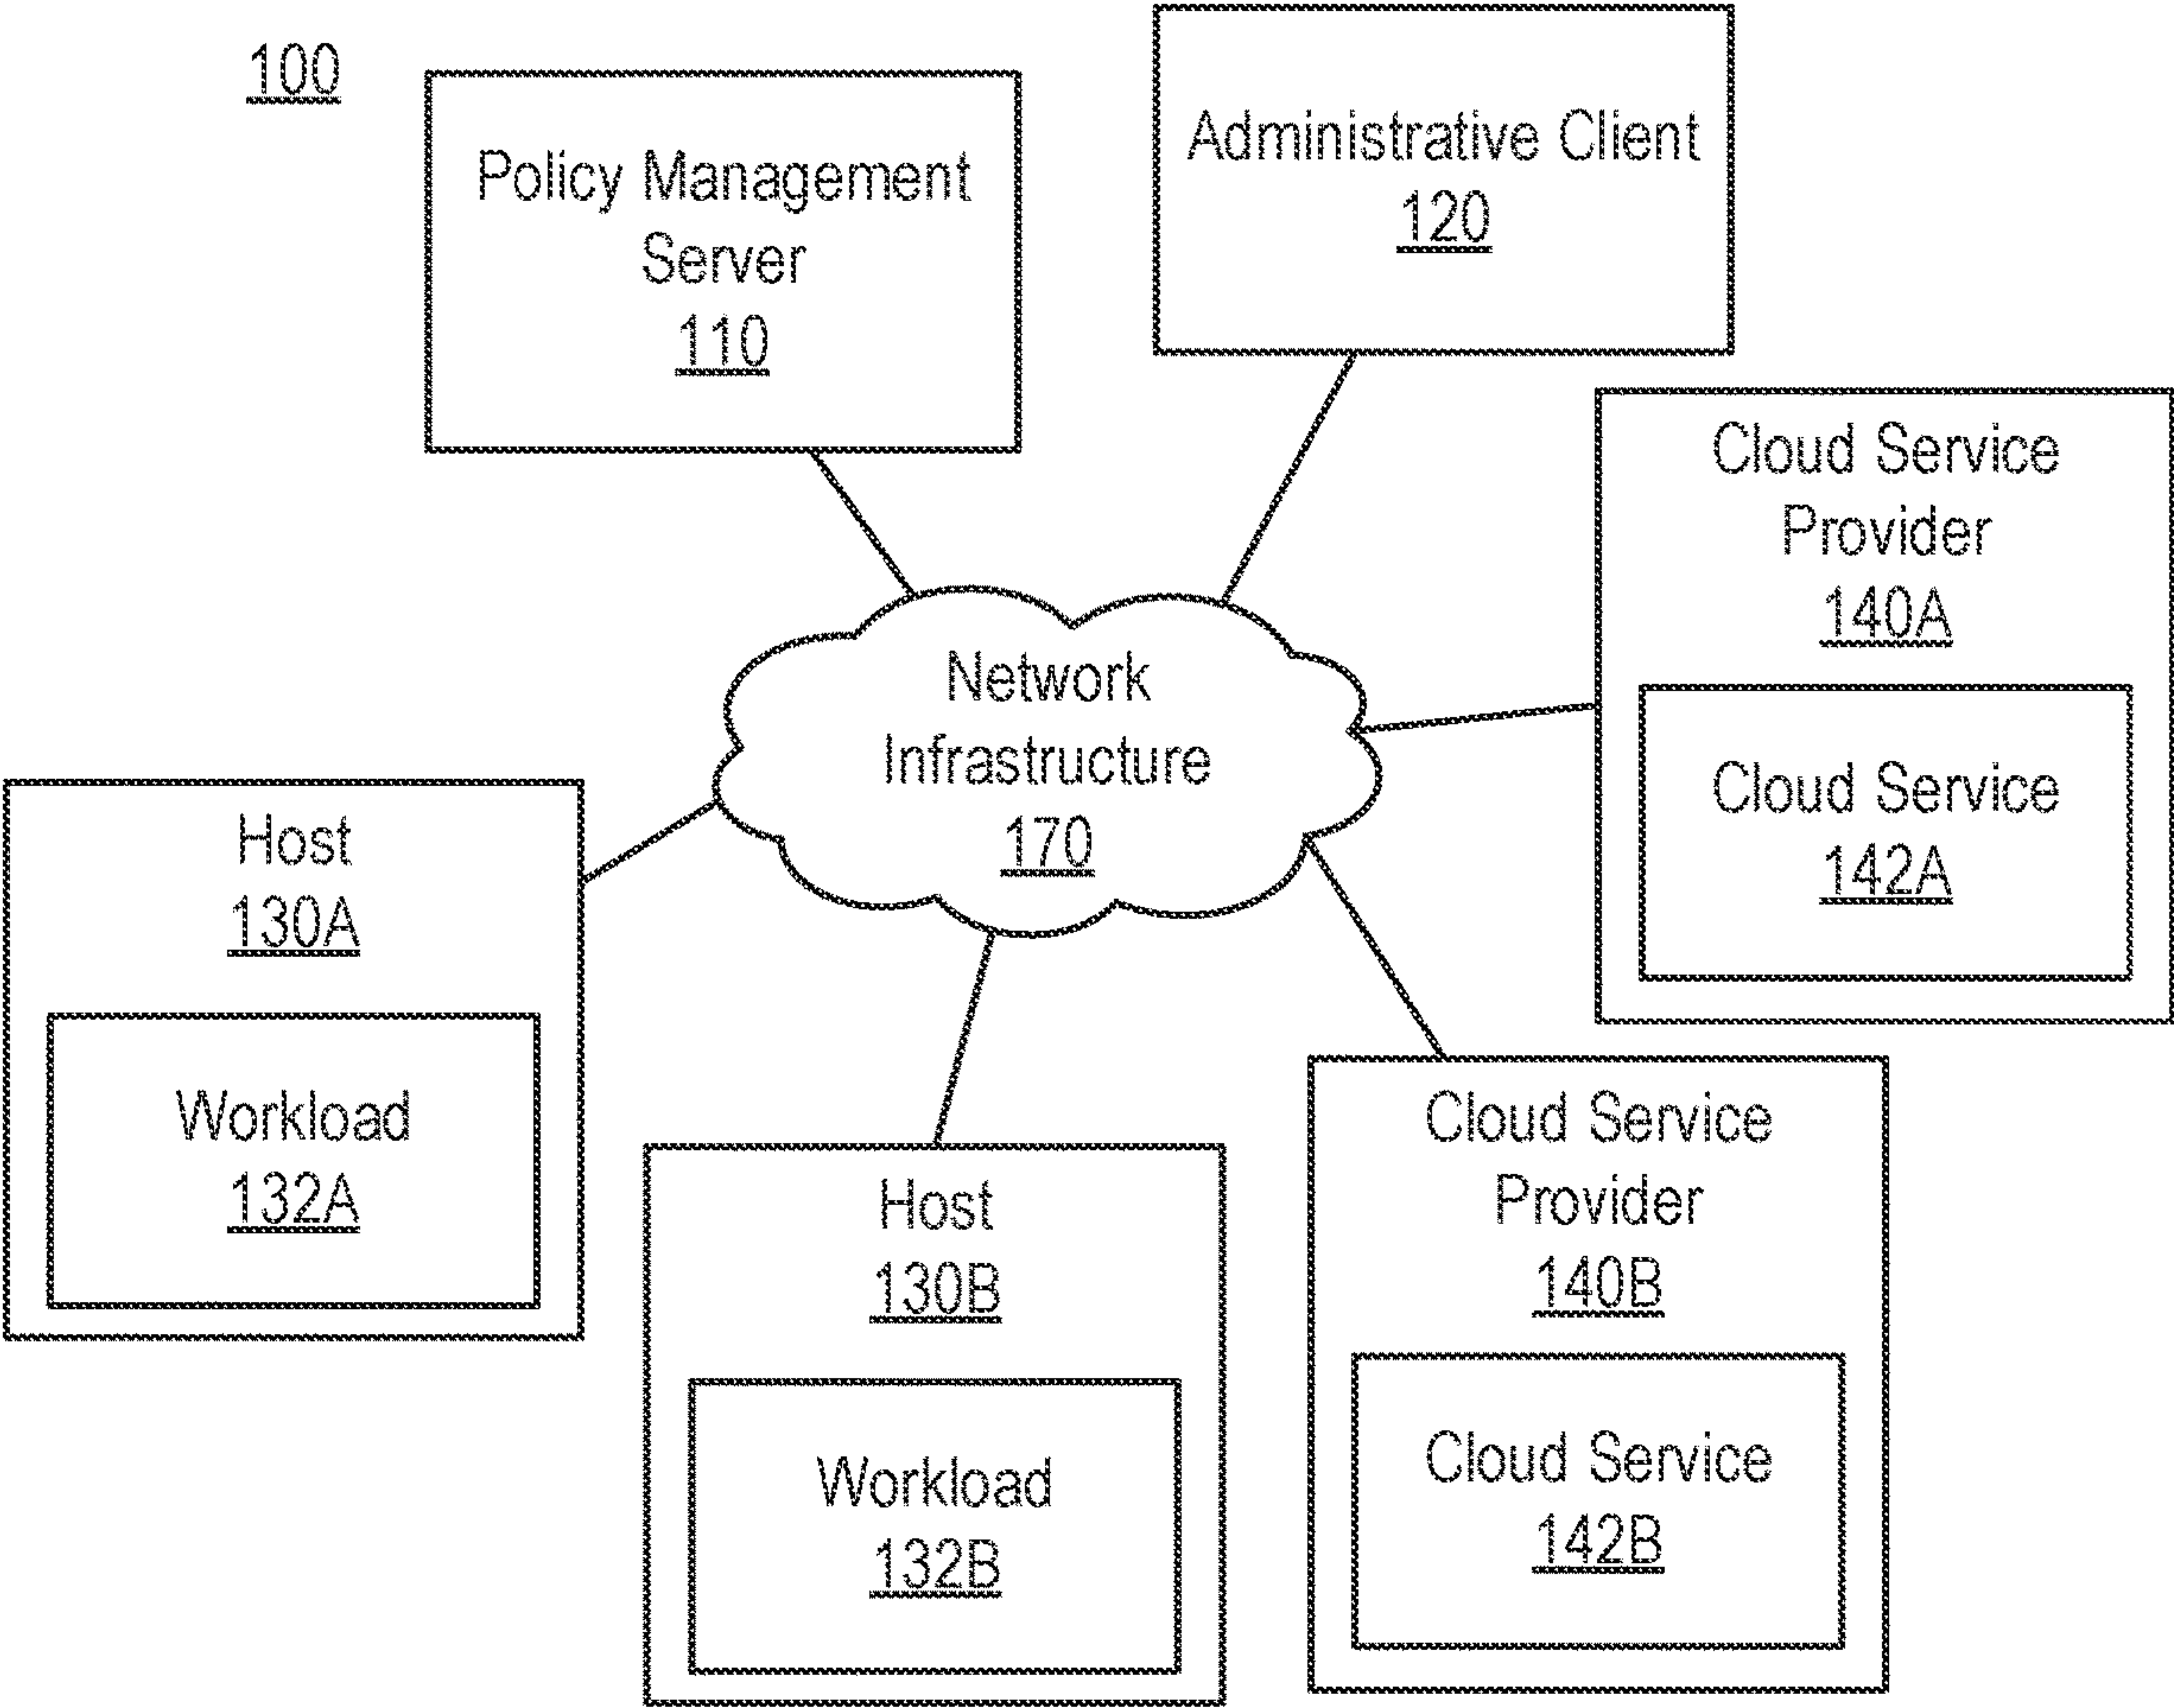 100
Policy Management
Server
110
Administrative Client
120
Cloud Service
Provider
140A
Cloud Service
142A
Network
Infrastructure
170
Host
130A
Workload
132A
Host
130B
Workload
132B
Cloud Service
Provider
140B
Cloud Service
142B